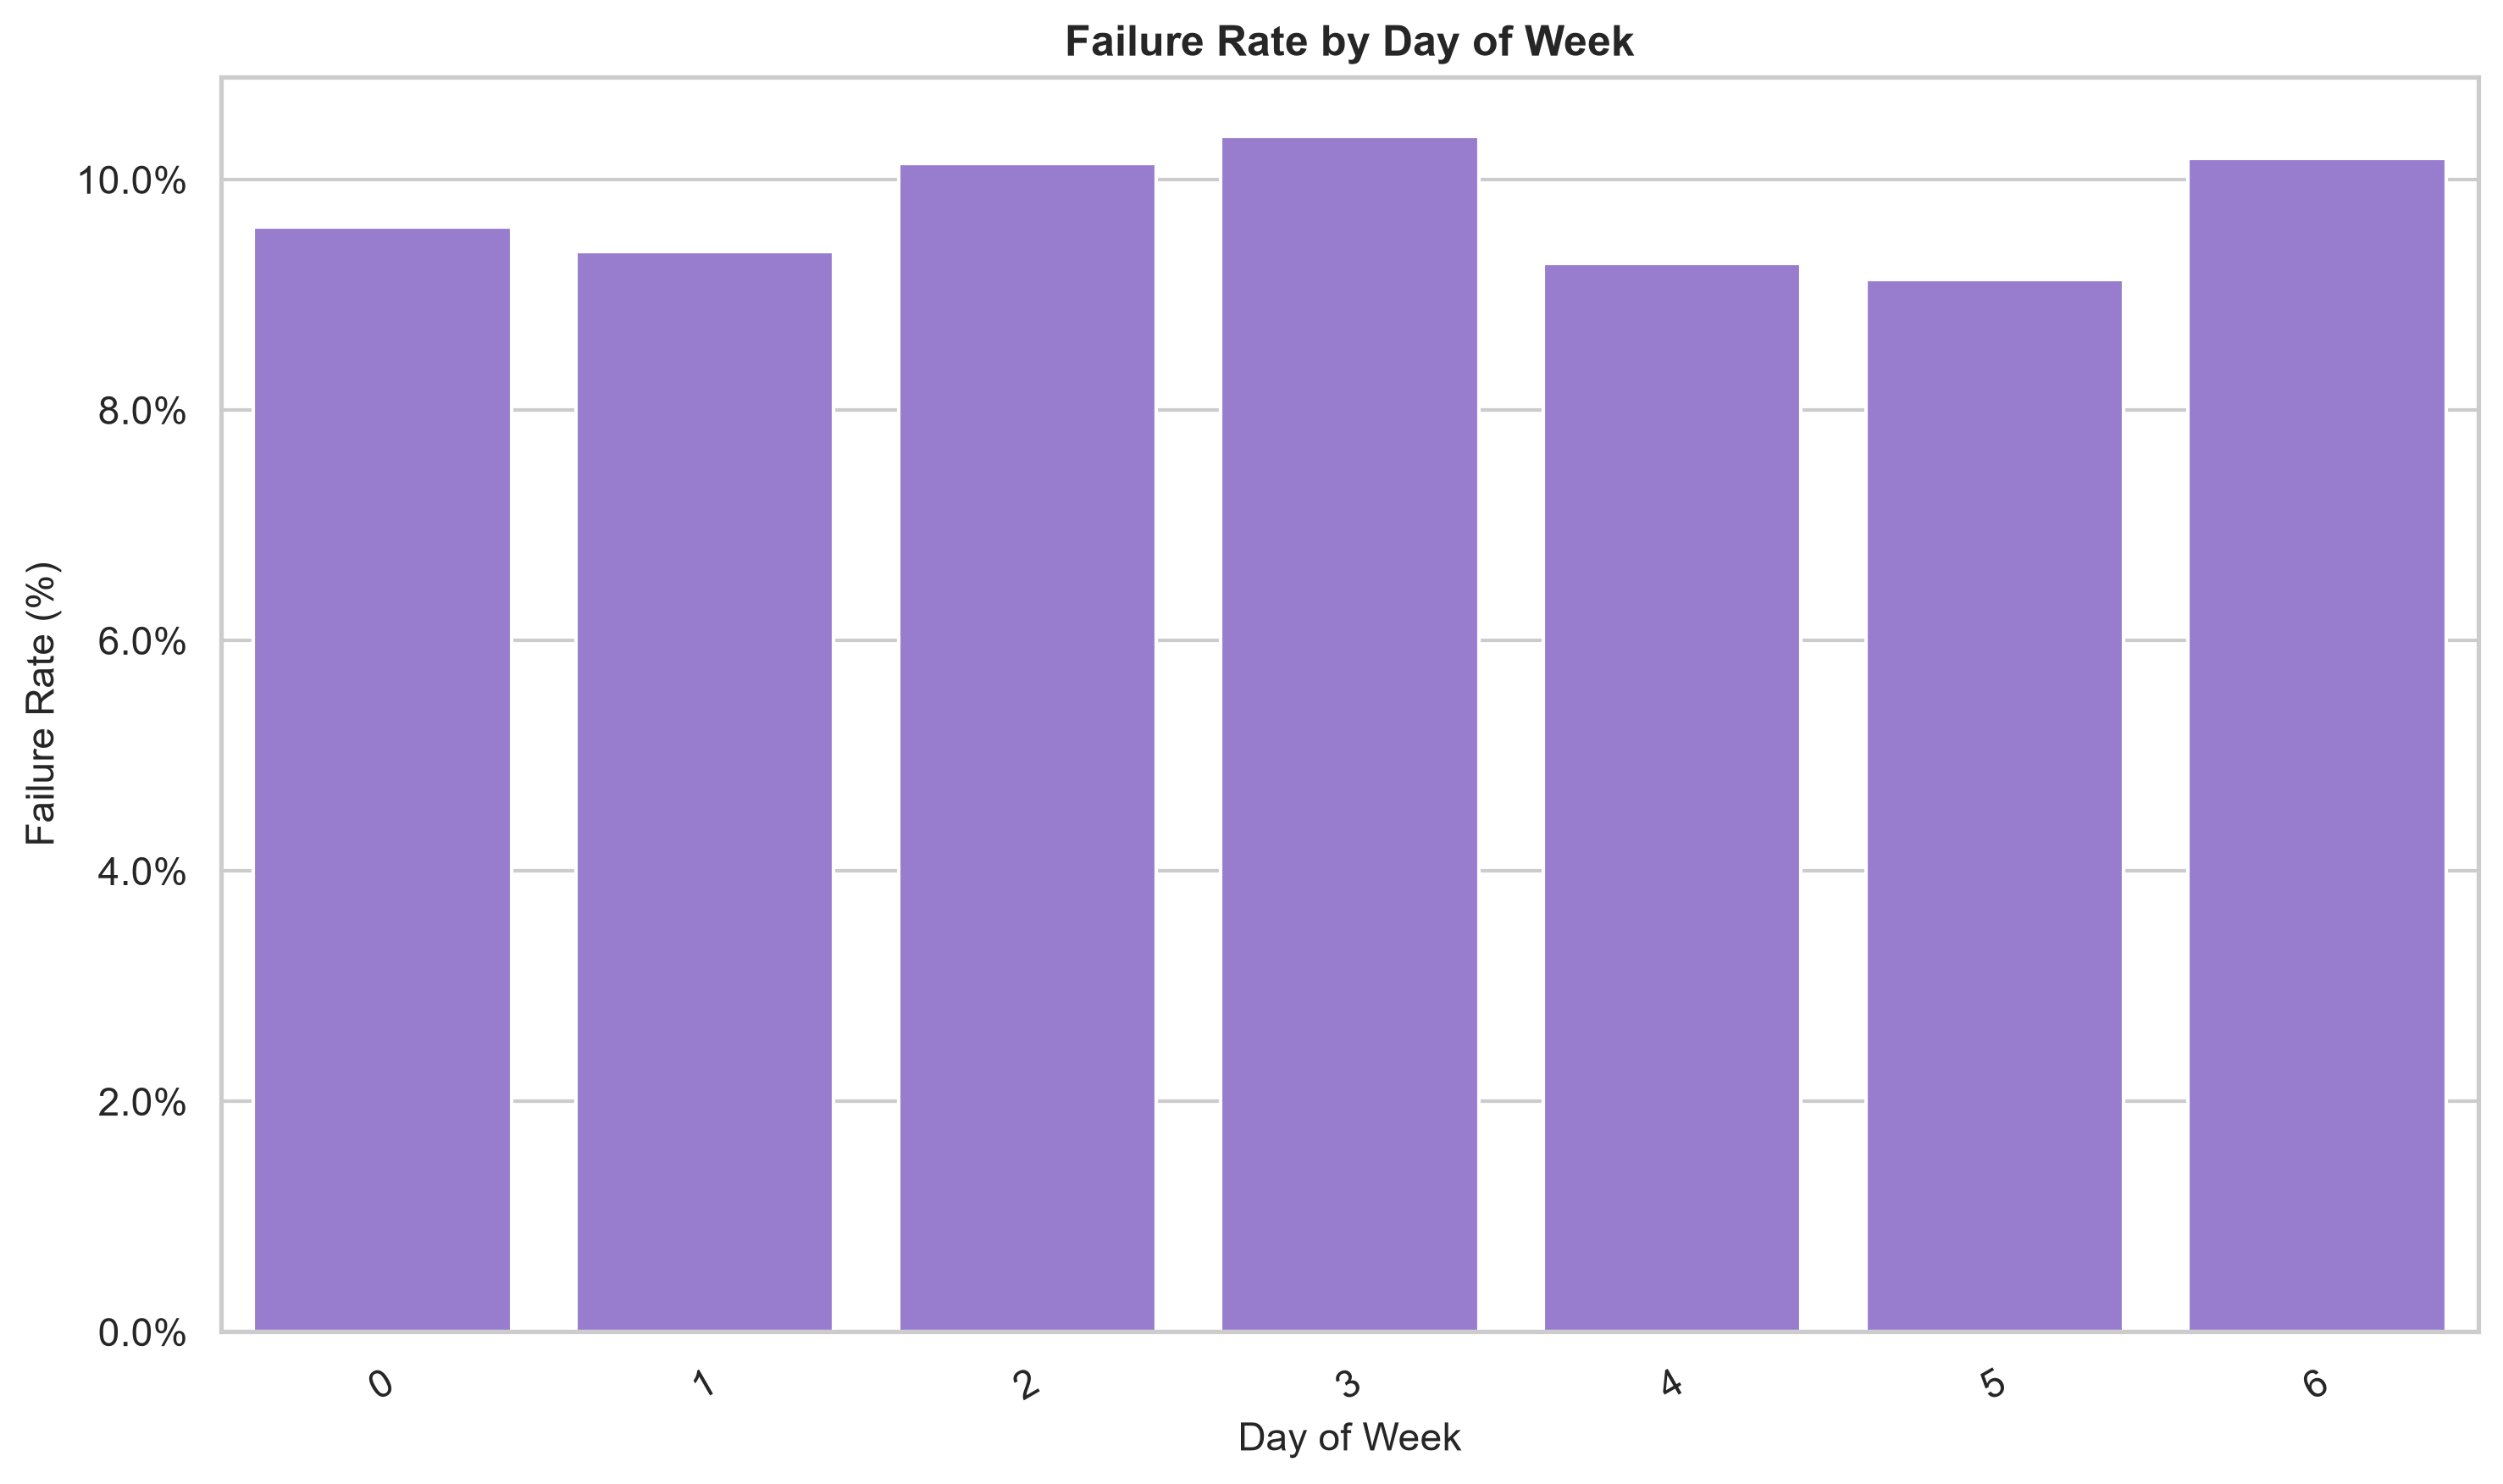 Failure Rate by Day of Week
Failure Rate (%)
10.0%
8.0%
6.0%
4.0%
2.0%
0.0%
0 1 2 3 4 5 6
Day of Week